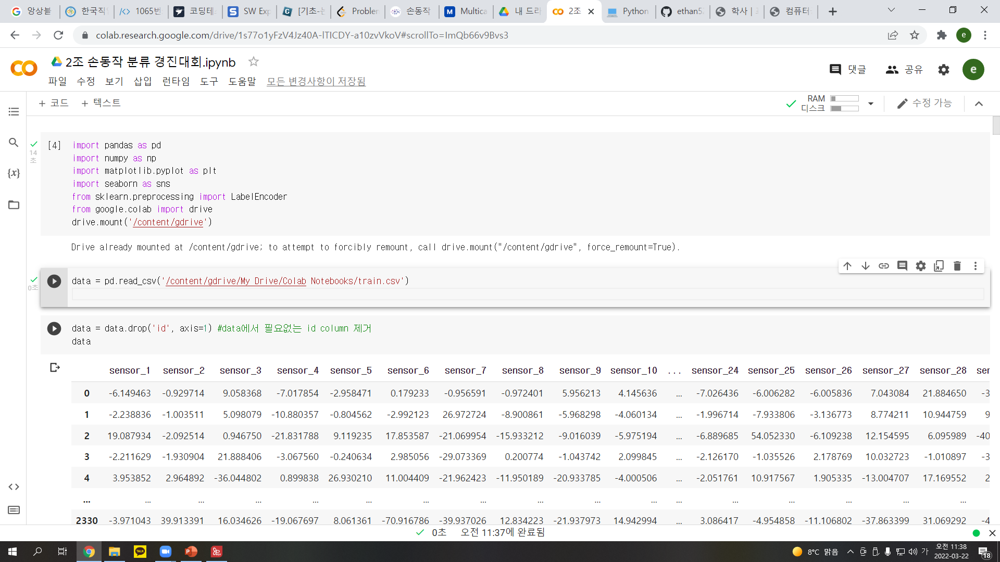 앙상블
한국직
1065번
코딩테
SW Exp
[기초-
Problem
손동작
Multica
내 드라
2조
Python
ethan5
학사 |
컴퓨터
colab.research.google.com/drive/1s77o1yFzV4Jz40A-lTICDY-a10zvVkoV#scrollTo=ImQb66v9Bvs3
e
2조 손동작 분류 경진대회.ipynb
댓글
공유
e
파일 수정 보기 삽입 런타임 도구 도움말 모든 변경사항이 저장됨
+ 코드 + 텍스트
RAM
디스크
수정 가능
[4]
14
초
import pandas as pd
import numpy as np
import matplotlib.pyplot as plt
import seaborn as sns
from sklearn.preprocessing import LabelEncoder
from google.colab import drive
drive.mount('/content/gdrive')
Drive already mounted at /content/gdrive; to attempt to forcibly remount, call drive.mount("/content/gdrive", force_remount=True).
0초
data = pd.read_csv('/content/gdrive/My Drive/Colab Notebooks/train.csv')
data = data.drop('id', axis=1) #data에서 필요없는 id column 제거
data
sensor_1 sensor_2 sensor_3 sensor_4 sensor_5 sensor_6 sensor_7 sensor_8 sensor_9 sensor_10 ... sensor_24 sensor_25 sensor_26 sensor_27 sensor_28 ser
0 -6.149463 -0.929714 9.058368 -7.017854 -2.958471 0.179233 -0.956591 -0.972401 5.956213 4.145636 ... -7.026436 -6.006282 -6.005836 7.043084 21.884650 -3
1 -2.238836 -1.003511 5.098079 -10.880357 -0.804562 -2.992123 26.972724 -8.900861 -5.968298 -4.060134 ... -1.996714 -7.933806 -3.136773 8.774211 10.944759 9
2 19.087934 -2.092514 0.946750 -21.831788 9.119235 17.853587 -21.069954 -15.933212 -9.016039 -5.975194 ... -6.889685 54.052330 -6.109238 12.154595 6.095989 -40
3 -2.211629 -1.930904 21.888406 -3.067560 -0.240634 2.985056 -29.073369 0.200774 -1.043742 2.099845 ... -2.126170 -1.035526 2.178769 10.032723 -1.010897 -3
4 3.953852 2.964892 -36.044802 0.899838 26.930210 11.004409 -21.962423 -11.950189 -20.933785 -4.000506 ... -2.051761 10.917567 1.905335 -13.004707 17.169552 2
... ... ... ... ... ... ... ... ... ... ... ... ... ... ... ... ...
2330 -3.971043 39.913391 16.034626 -19.067697 8.061361 -70.916786 -39.937026 12.834223 -21.937973 14.942994 ... 3.086417 -4.954858 -11.106802 -37.863399 31.069292 -4
0초 오전 11:37에 완료됨
8°C 맑음
가
오전 11:38
2022-03-22
18